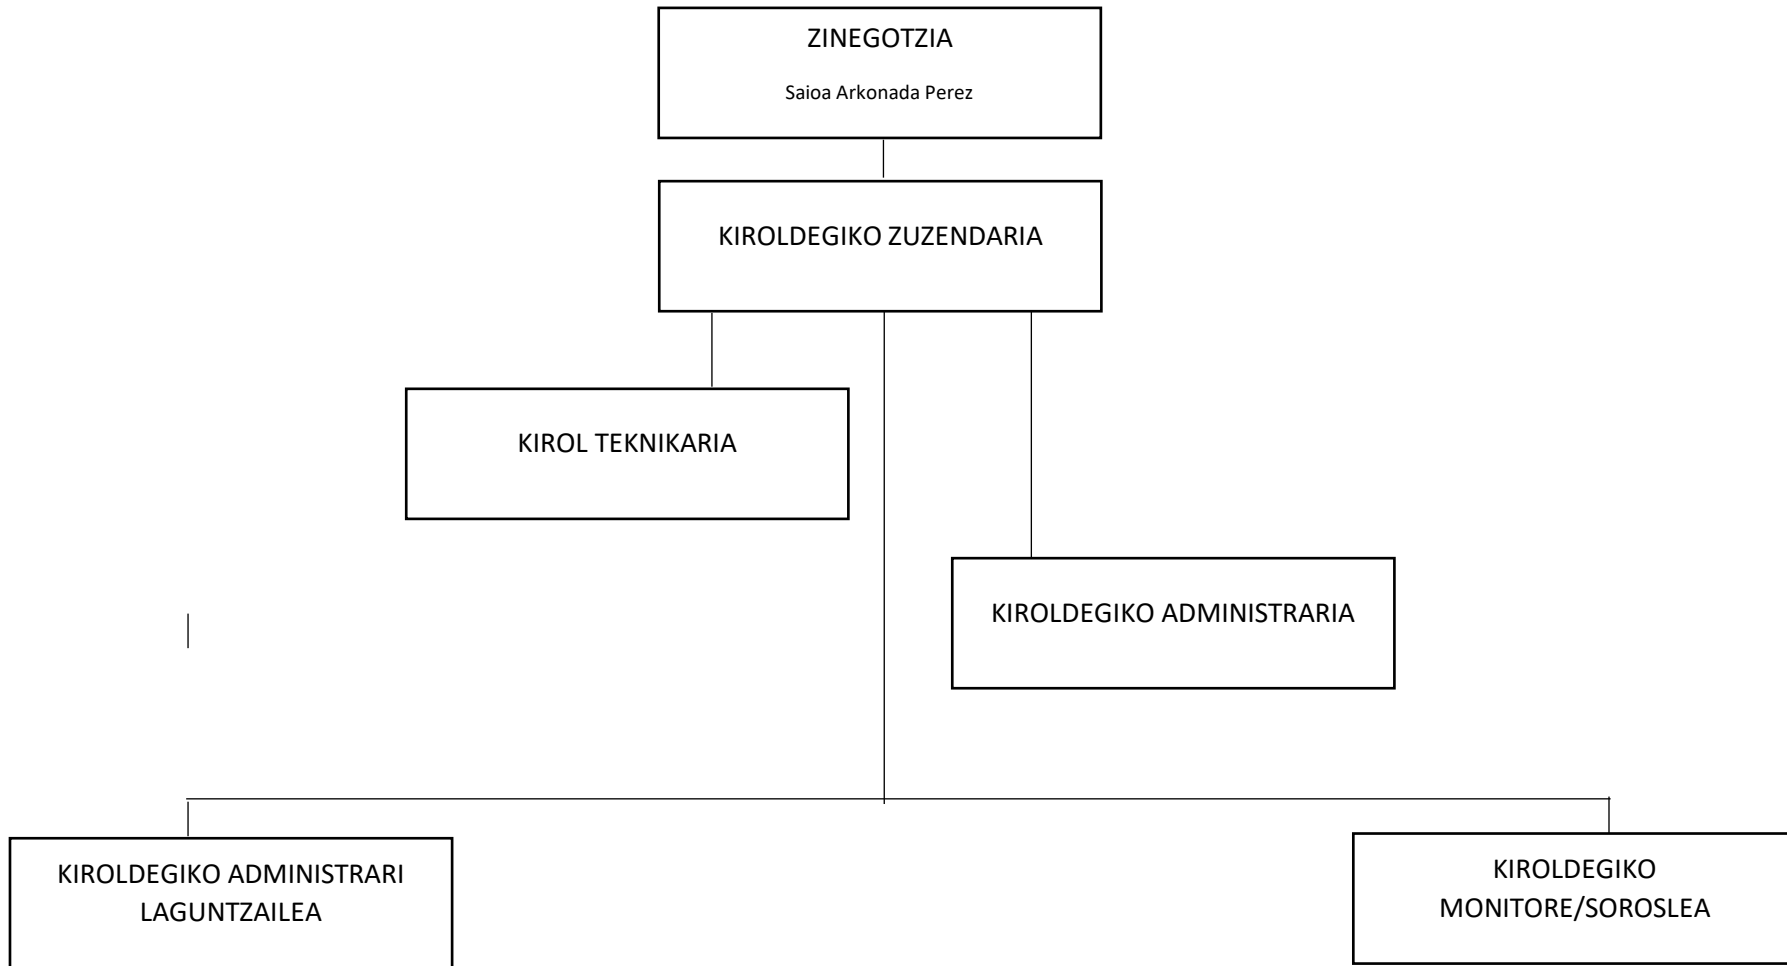 ZINEGOTZIA
Saioa Arkonada Perez
KIROLDEGIKO ZUZENDARIA
KIROL TEKNIKARIA
KIROLDEGIKO ADMINISTRARIA
KIROLDEGIKO ADMINISTRARI
LAGUNTZAILEA
KIROLDEGIKO
MONITORE/SOROSLEA